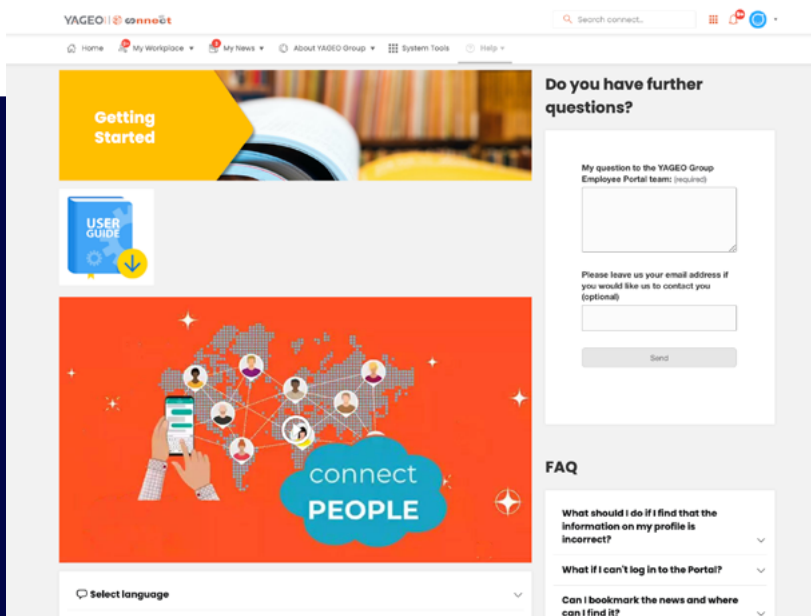 YAGEO connect
Search connect...
Home
My Workplace
My News
About YAGEO Group
System Tools
Help
Getting
Started
USER
GUIDE
connect
PEOPLE
Select language
Do you have further
questions?
My question to the YAGEO Group
Employee Portal team: (required)
Please leave us your email address if
you would like us to contact you
(optional)
Send
FAQ
What should I do if I find that the
information on my profile is
incorrect?
What if I can't log in to the Portal?
Can I bookmark the news and where
can I find it?